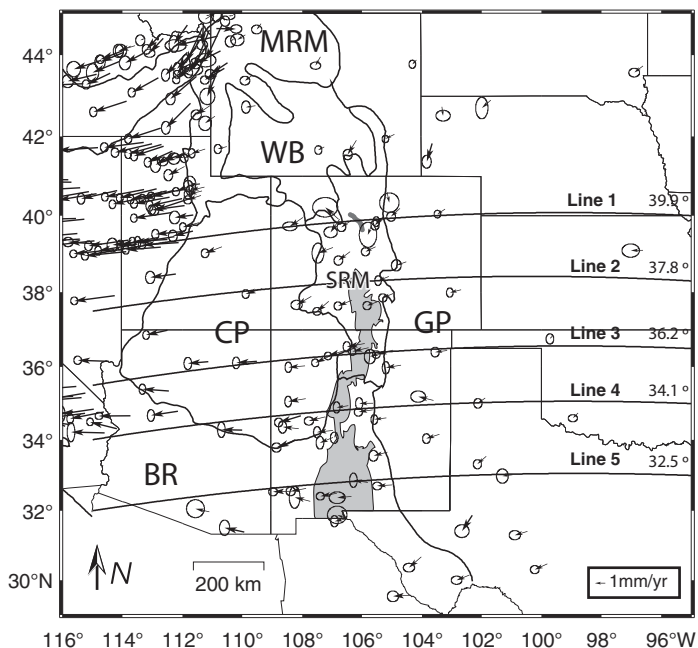 44°
MRM
42°
WB
40°
Line 1 39.9°
Line 2 37.8°
38°
SRM
CP
GP
Line 3 36.2°
36°
Line 4 34.1°
34°
BR
Line 5 32.5°
32°
N
200 km
1mm/yr
30°N
116° 114° 112° 110° 108° 106° 104° 102° 100° 98° 96°W